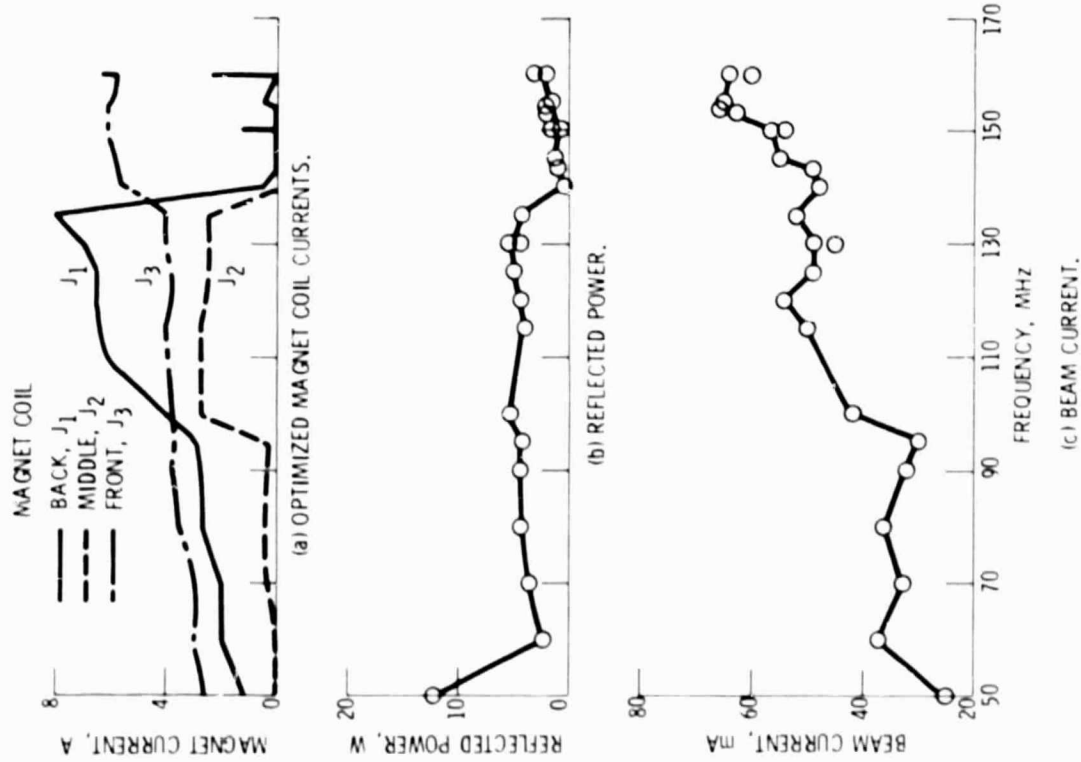 MAGNET COIL
BACK, J1
MIDDLE, J2
FRONT, J3
8
4
0
MAGNET CURRENT, A
J1
J3
J2
(a) OPTIMIZED MAGNET COIL CURRENTS.
20
10
0
REFLECTED POWER, W
(b) REFLECTED POWER.
60
40
20
BEAM CURRENT, mA
50
70
90
110
130
150
170
FREQUENCY, MHz
(c) BEAM CURRENT.